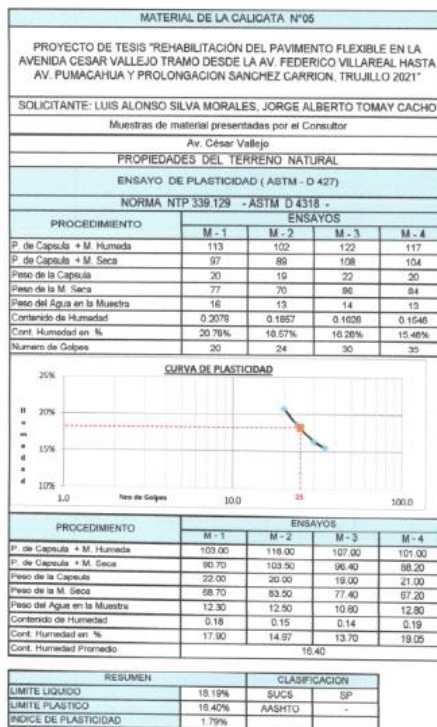 MATERIAL DE LA CALICATA N°05
PROYECTO DE TESIS "REHABILITACIÓN DEL PAVIMENTO FLEXIBLE EN LA
AVENIDA CESAR VALLEJO TRAMO DESDE LA AV. FEDERICO VILLAREAL HASTA
AV. PUMACAHUA Y PROLONGACION SANCHEZ CARRION, TRUJILLO 2021"
SOLICITANTE: LUIS ALONSO SILVA MORALES, JORGE ALBERTO TOMAY CACHO
Muestras de material presentadas por el Consultor
Av. César Vallejo
PROPIEDADES DEL TERRENO NATURAL
ENSAYO DE PLASTICIDAD ( ASTM - D 427)
NORMA NTP 339.129 - ASTM D 4318 -
PROCEDIMIENTO ENSAYOS
M - 1 M - 2 M - 3 M - 4
P. de Capsula + M. Humeda 113 102 122 117
P. de Capsula + M. Seca 97 89 108 104
Peso de la Capsula 20 19 22 20
Peso de la M. Seca 77 70 86 84
Peso del Agua en la Muestra 16 13 14 13
Contenido de Humedad 0.2078 0.1857 0.1628 0.1548
Cont. Humedad en % 20.78% 18.57% 16.28% 15.48%
Numero de Golpes 20 24 30 35
CURVA DE PLASTICIDAD
25%
20%
15%
10%
Humedad
1.0 Nro de Golpes 10.0 25 100.0
PROCEDIMIENTO ENSAYOS
M - 1 M - 2 M - 3 M - 4
P. de Capsula + M. Humeda 103.00 116.00 107.00 101.00
P. de Capsula + M. Seca 90.70 103.50 96.40 88.20
Peso de la Capsula 22.00 20.00 19.00 21.00
Peso de la M. Seca 68.70 83.50 77.40 67.20
Peso del Agua en la Muestra 12.30 12.50 10.60 12.80
Contenido de Humedad 0.18 0.15 0.14 0.19
Cont. Humedad en % 17.90 14.97 13.70 19.05
Cont. Humedad Promedio 16.40
RESUMEN CLASIFICACION
LIMITE LIQUIDO 18.19% SUCS SP
LIMITE PLASTICO 16.40% AASHTO -
INDICE DE PLASTICIDAD 1.79%